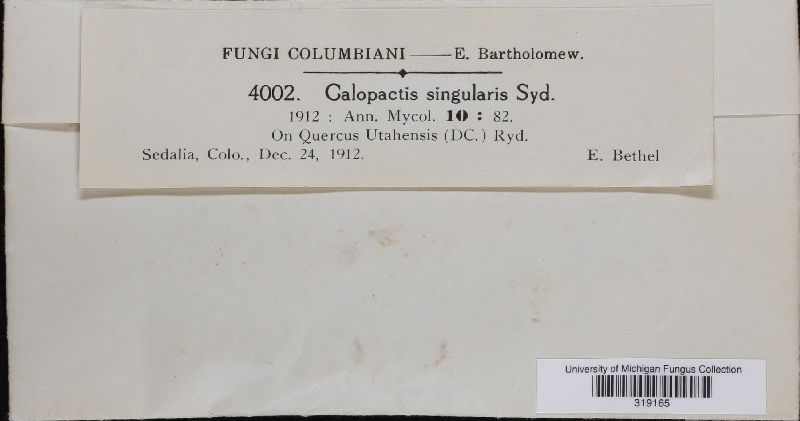 FUNGI COLUMBIANI——E. Bartholomew.
4002. Calopactis singularis Syd.
1912 : Ann. Mycol. 10 : 82.
On Quercus Utahensis (DC.) Ryd.
Sedalia, Colo., Dec. 24, 1912. E. Bethel
University of Michigan Fungus Collection
319165